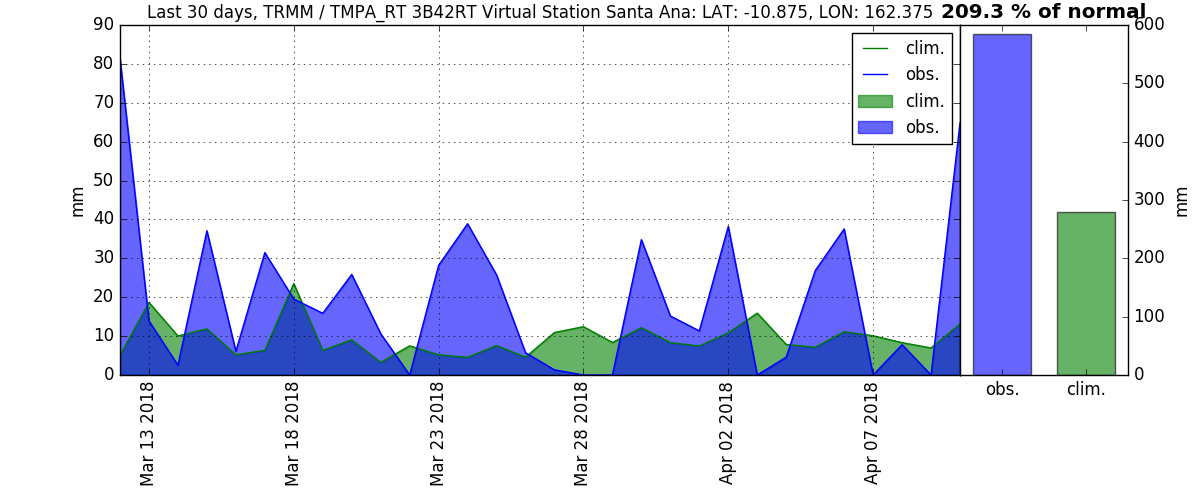 Last 30 days, TRMM / TMPA_RT 3B42RT Virtual Station Santa Ana: LAT: -10.875, LON: 162.375 209.3 % of normal
90
80
70
60
50
40
30
20
10
0
mm
clim.
obs.
clim.
obs.
600
500
400
300
200
100
0
mm
obs.
clim.
Mar 13 2018
Mar 18 2018
Mar 23 2018
Mar 28 2018
Apr 02 2018
Apr 07 2018